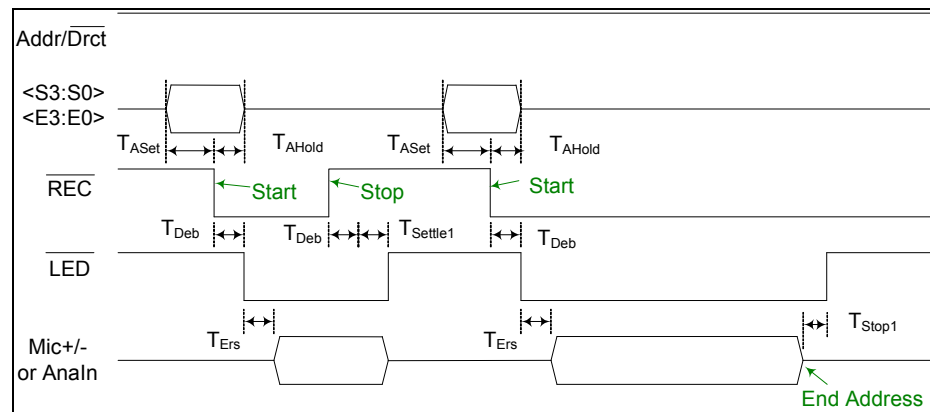 Addr/Drct
<S3:S0>
<E3:E0>
TASet TAHold TASet TAHold
REC Start Stop Start
TDeb TDeb TSettle1 TDeb
LED
TErs TErs TStop1
Mic+/-
or AnaIn
End Address